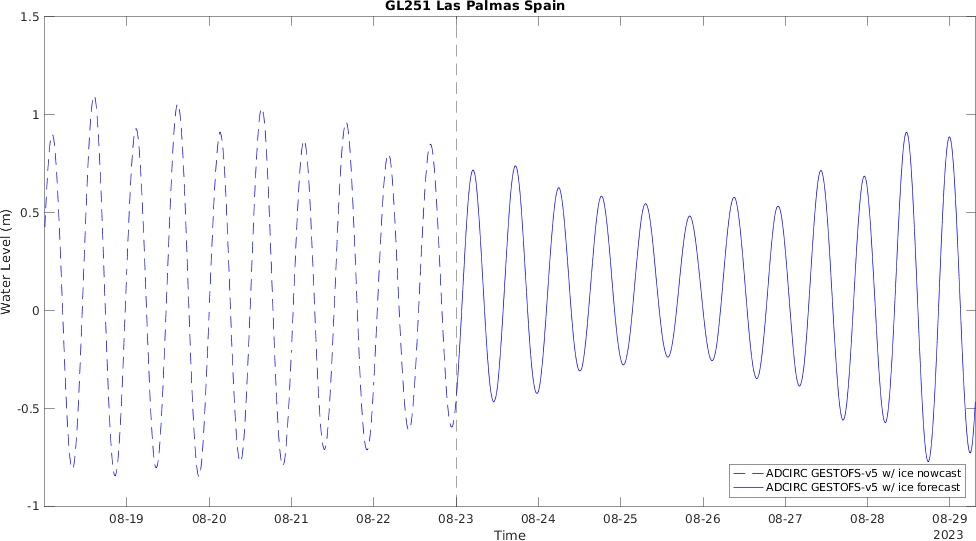 GL251 Las Palmas Spain
1.5
1
0.5
0
-0.5
-1
Water Level (m)
ADCIRC GESTOFS-v5 w/ ice nowcast
ADCIRC GESTOFS-v5 w/ ice forecast
08-19 08-20 08-21 08-22 08-23 08-24 08-25 08-26 08-27 08-28 08-29
2023
Time